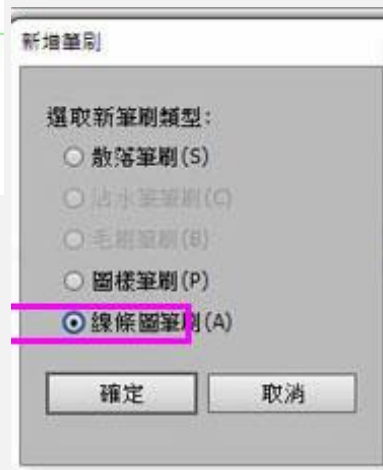 新增筆刷
選取新筆刷類型:
散落筆刷(S)
沾水筆筆刷(C)
毛刷筆刷(B)
圖樣筆刷(P)
線條圖筆刷(A)
確定
取消